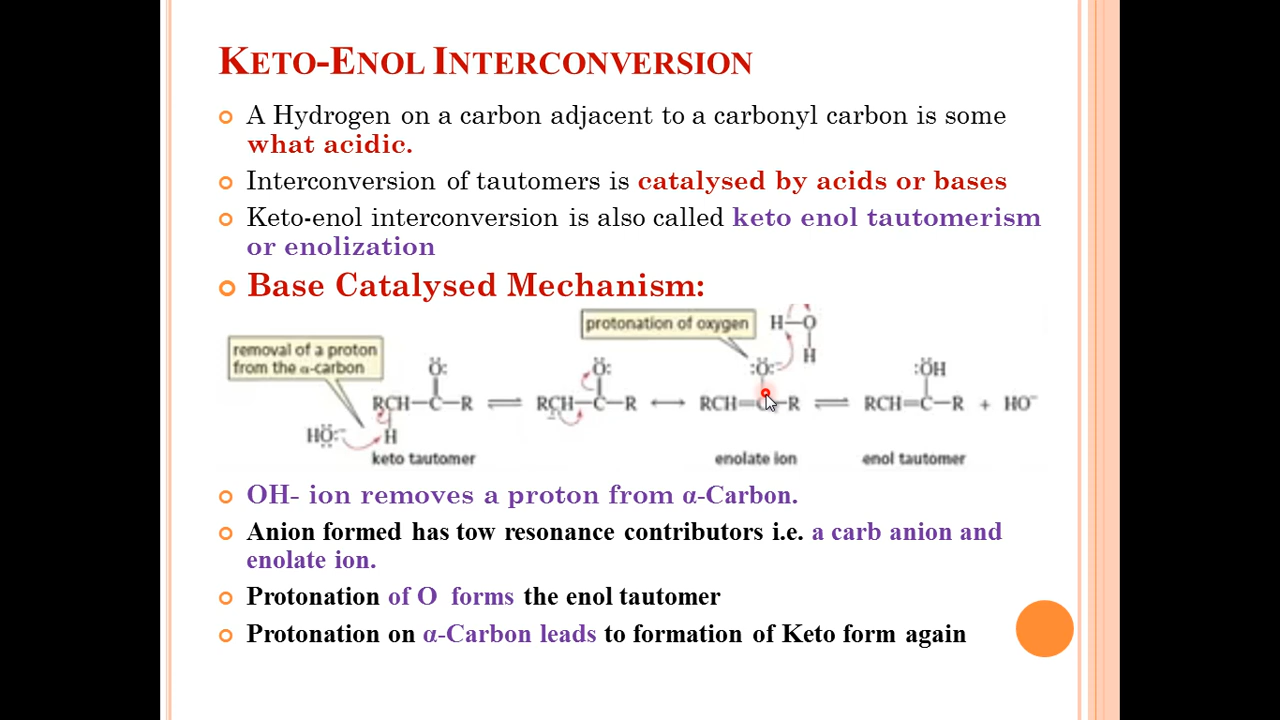 KETO-ENOL INTERCONVERSION
A Hydrogen on a carbon adjacent to a carbonyl carbon is some
what acidic.
Interconversion of tautomers is catalysed by acids or bases
Keto-enol interconversion is also called keto enol tautomerism
or enolization
Base Catalysed Mechanism:
protonation of oxygen
H—O
H
removal of a proton
from the α-carbon
Ö: Ö: :Ö:⁻ :ÖH
RCH—C—R ⇌ RCH—C—R ⟷ RCH=C—R ⇌ RCH=C—R + HO⁻
HÖ:⁻ H
keto tautomer enolate ion enol tautomer
OH- ion removes a proton from α-Carbon.
Anion formed has tow resonance contributors i.e. a carb anion and
enolate ion.
Protonation of O forms the enol tautomer
Protonation on α-Carbon leads to formation of Keto form again